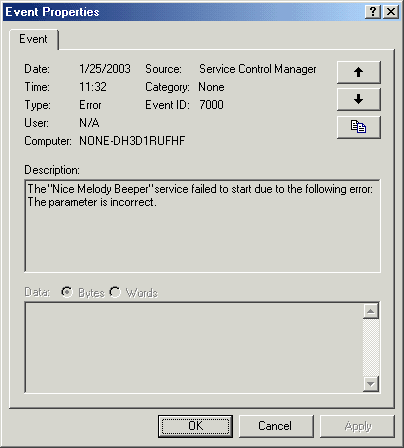 Event Properties
Event
Date: 1/25/2003 Source: Service Control Manager
Time: 11:32 Category: None
Type: Error Event ID: 7000
User: N/A
Computer: NONE-DH3D1RUFHF
Description:
The "Nice Melody Beeper" service failed to start due to the following error:
The parameter is incorrect.
Data: Bytes Words
OK Cancel Apply